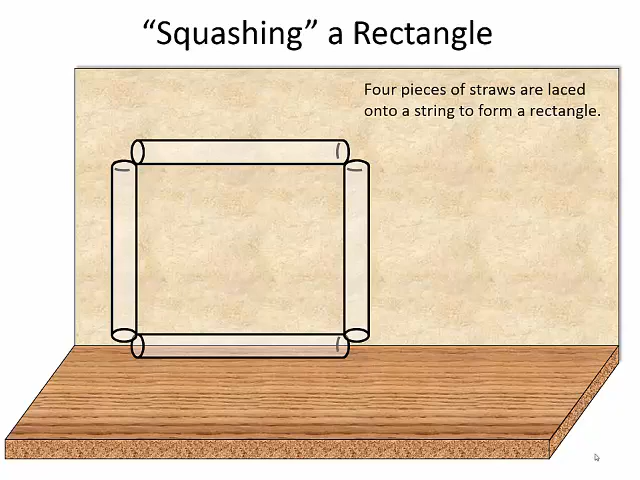 “Squashing” a Rectangle
Four pieces of straws are laced
onto a string to form a rectangle.